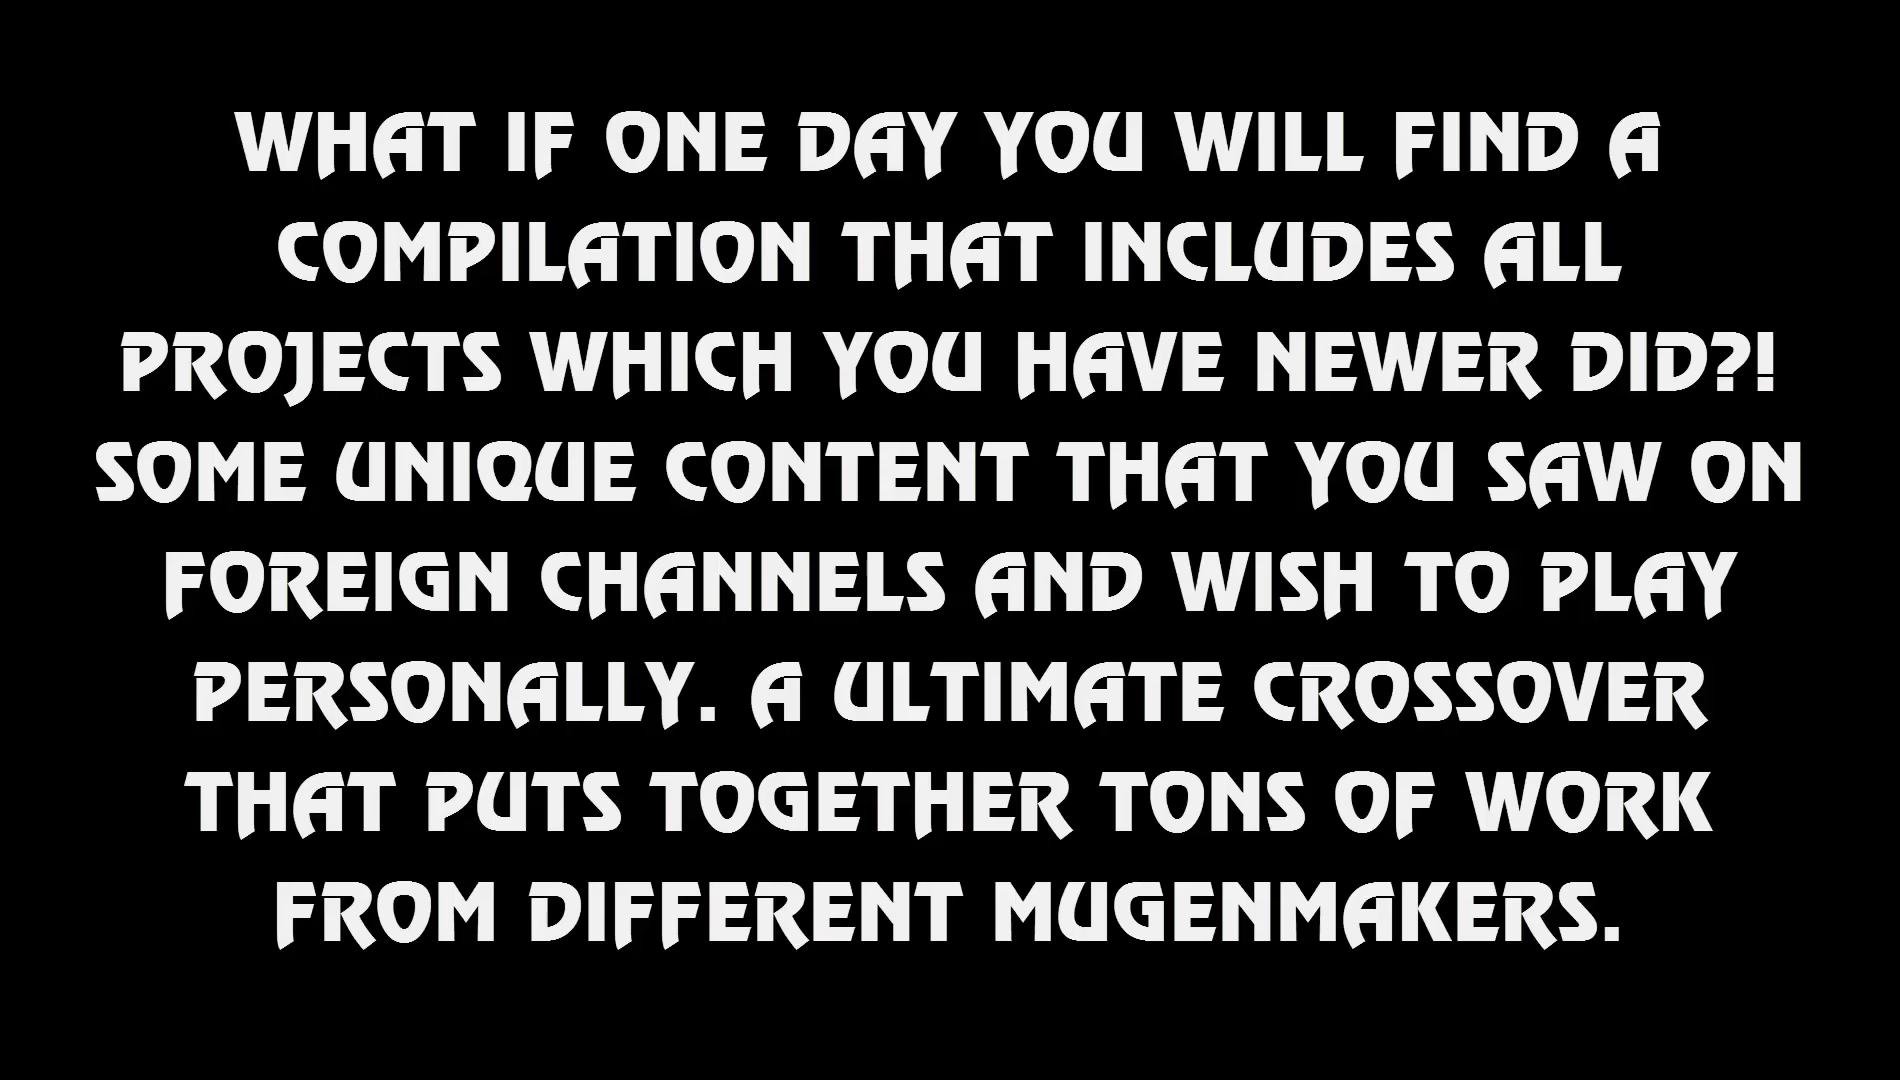 WHAT IF ONE DAY YOU WILL FIND A
COMPILATION THAT INCLUDES ALL
PROJECTS WHICH YOU HAVE NEWER DID?!
SOME UNIQUE CONTENT THAT YOU SAW ON
FOREIGN CHANNELS AND WISH TO PLAY
PERSONALLY. A ULTIMATE CROSSOVER
THAT PUTS TOGETHER TONS OF WORK
FROM DIFFERENT MUGENMAKERS.